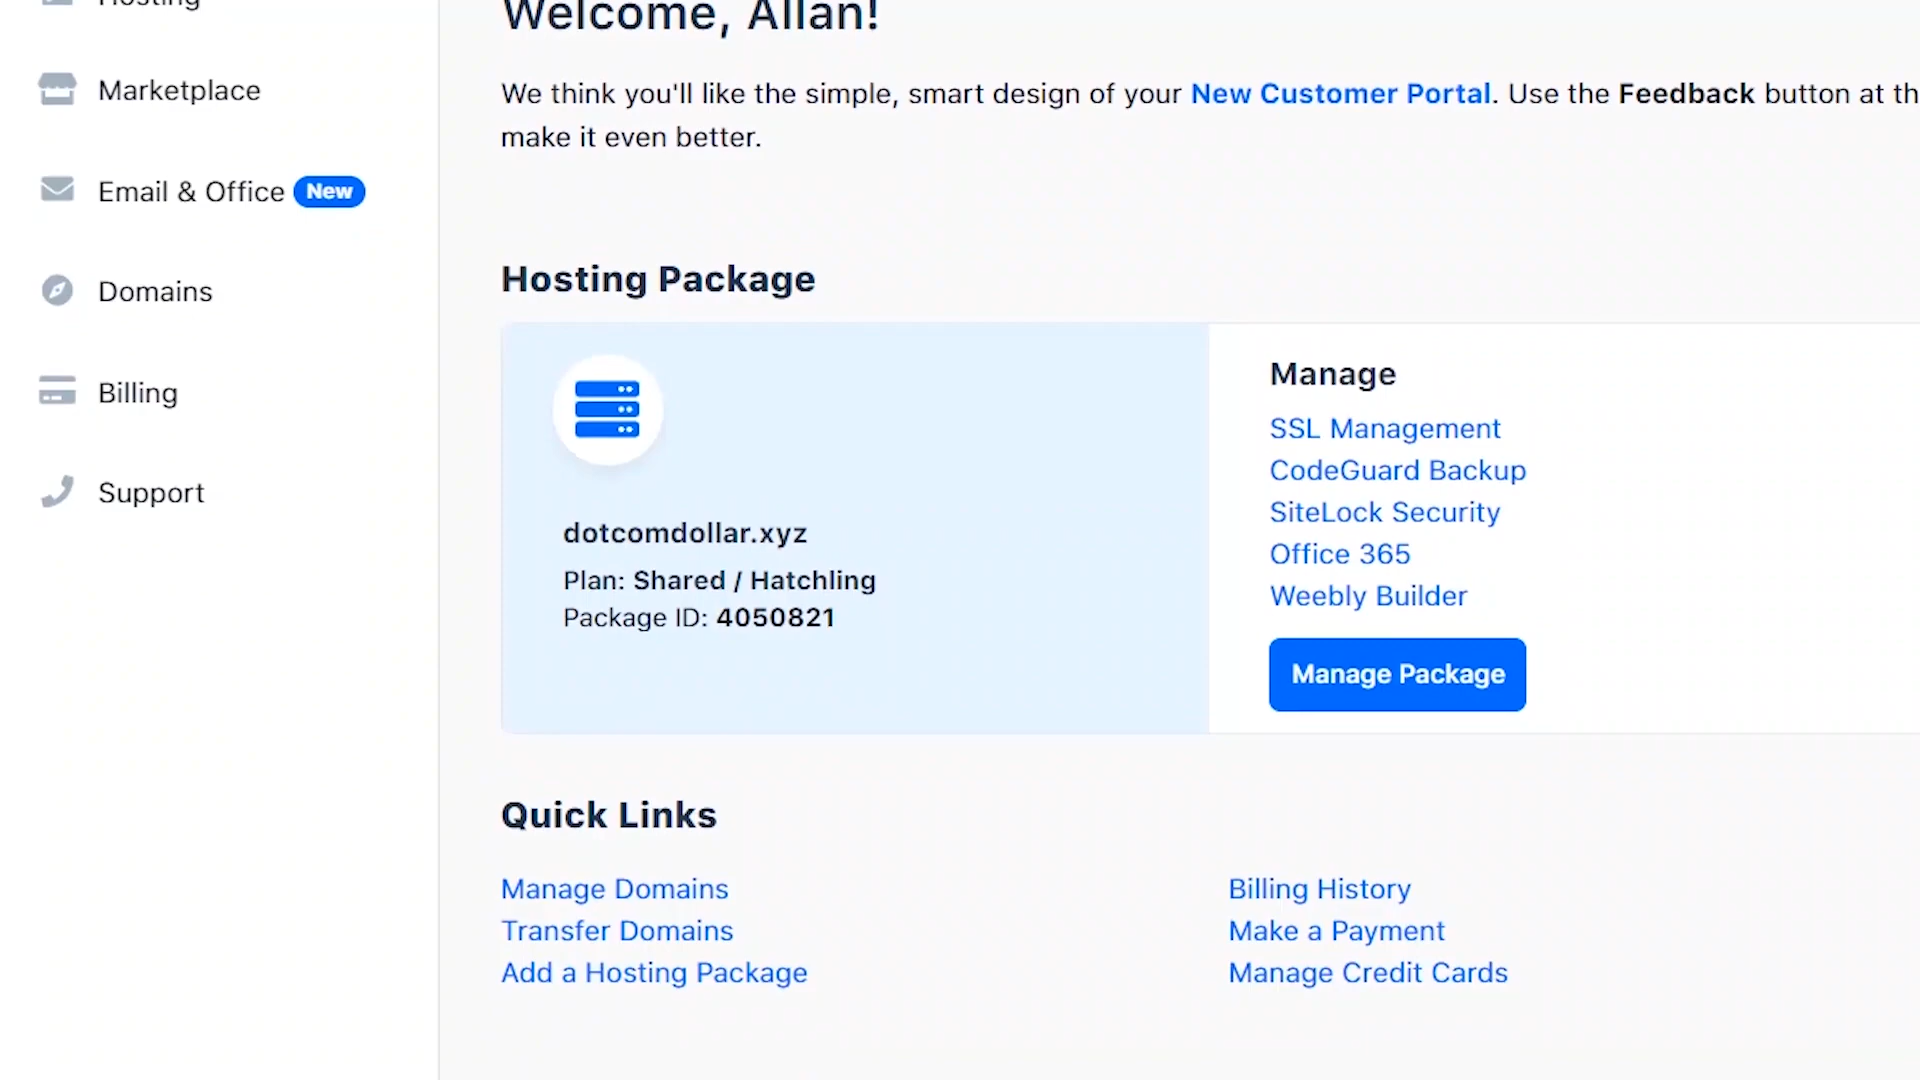 Hosting
Marketplace
Email & Office New
Domains
Billing
Support
Welcome, Allan!
We think you'll like the simple, smart design of your New Customer Portal. Use the Feedback button at th
make it even better.
Hosting Package
dotcomdollar.xyz
Plan: Shared / Hatchling
Package ID: 4050821
Manage
SSL Management
CodeGuard Backup
SiteLock Security
Office 365
Weebly Builder
Manage Package
Quick Links
Manage Domains
Transfer Domains
Add a Hosting Package
Billing History
Make a Payment
Manage Credit Cards